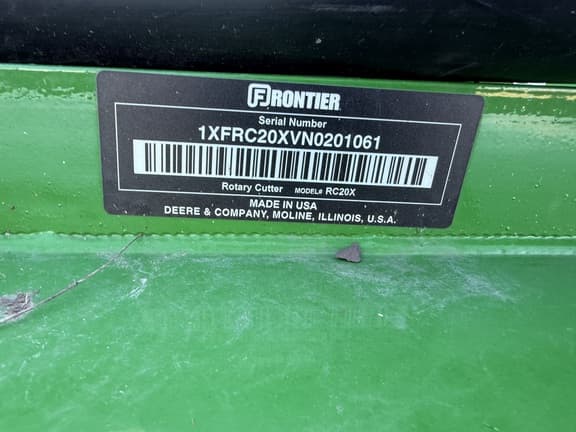 FRONTIER
Serial Number
1XFRC20XVN0201061
Rotary Cutter MODEL# RC20X
MADE IN USA
DEERE & COMPANY, MOLINE, ILLINOIS, U.S.A.